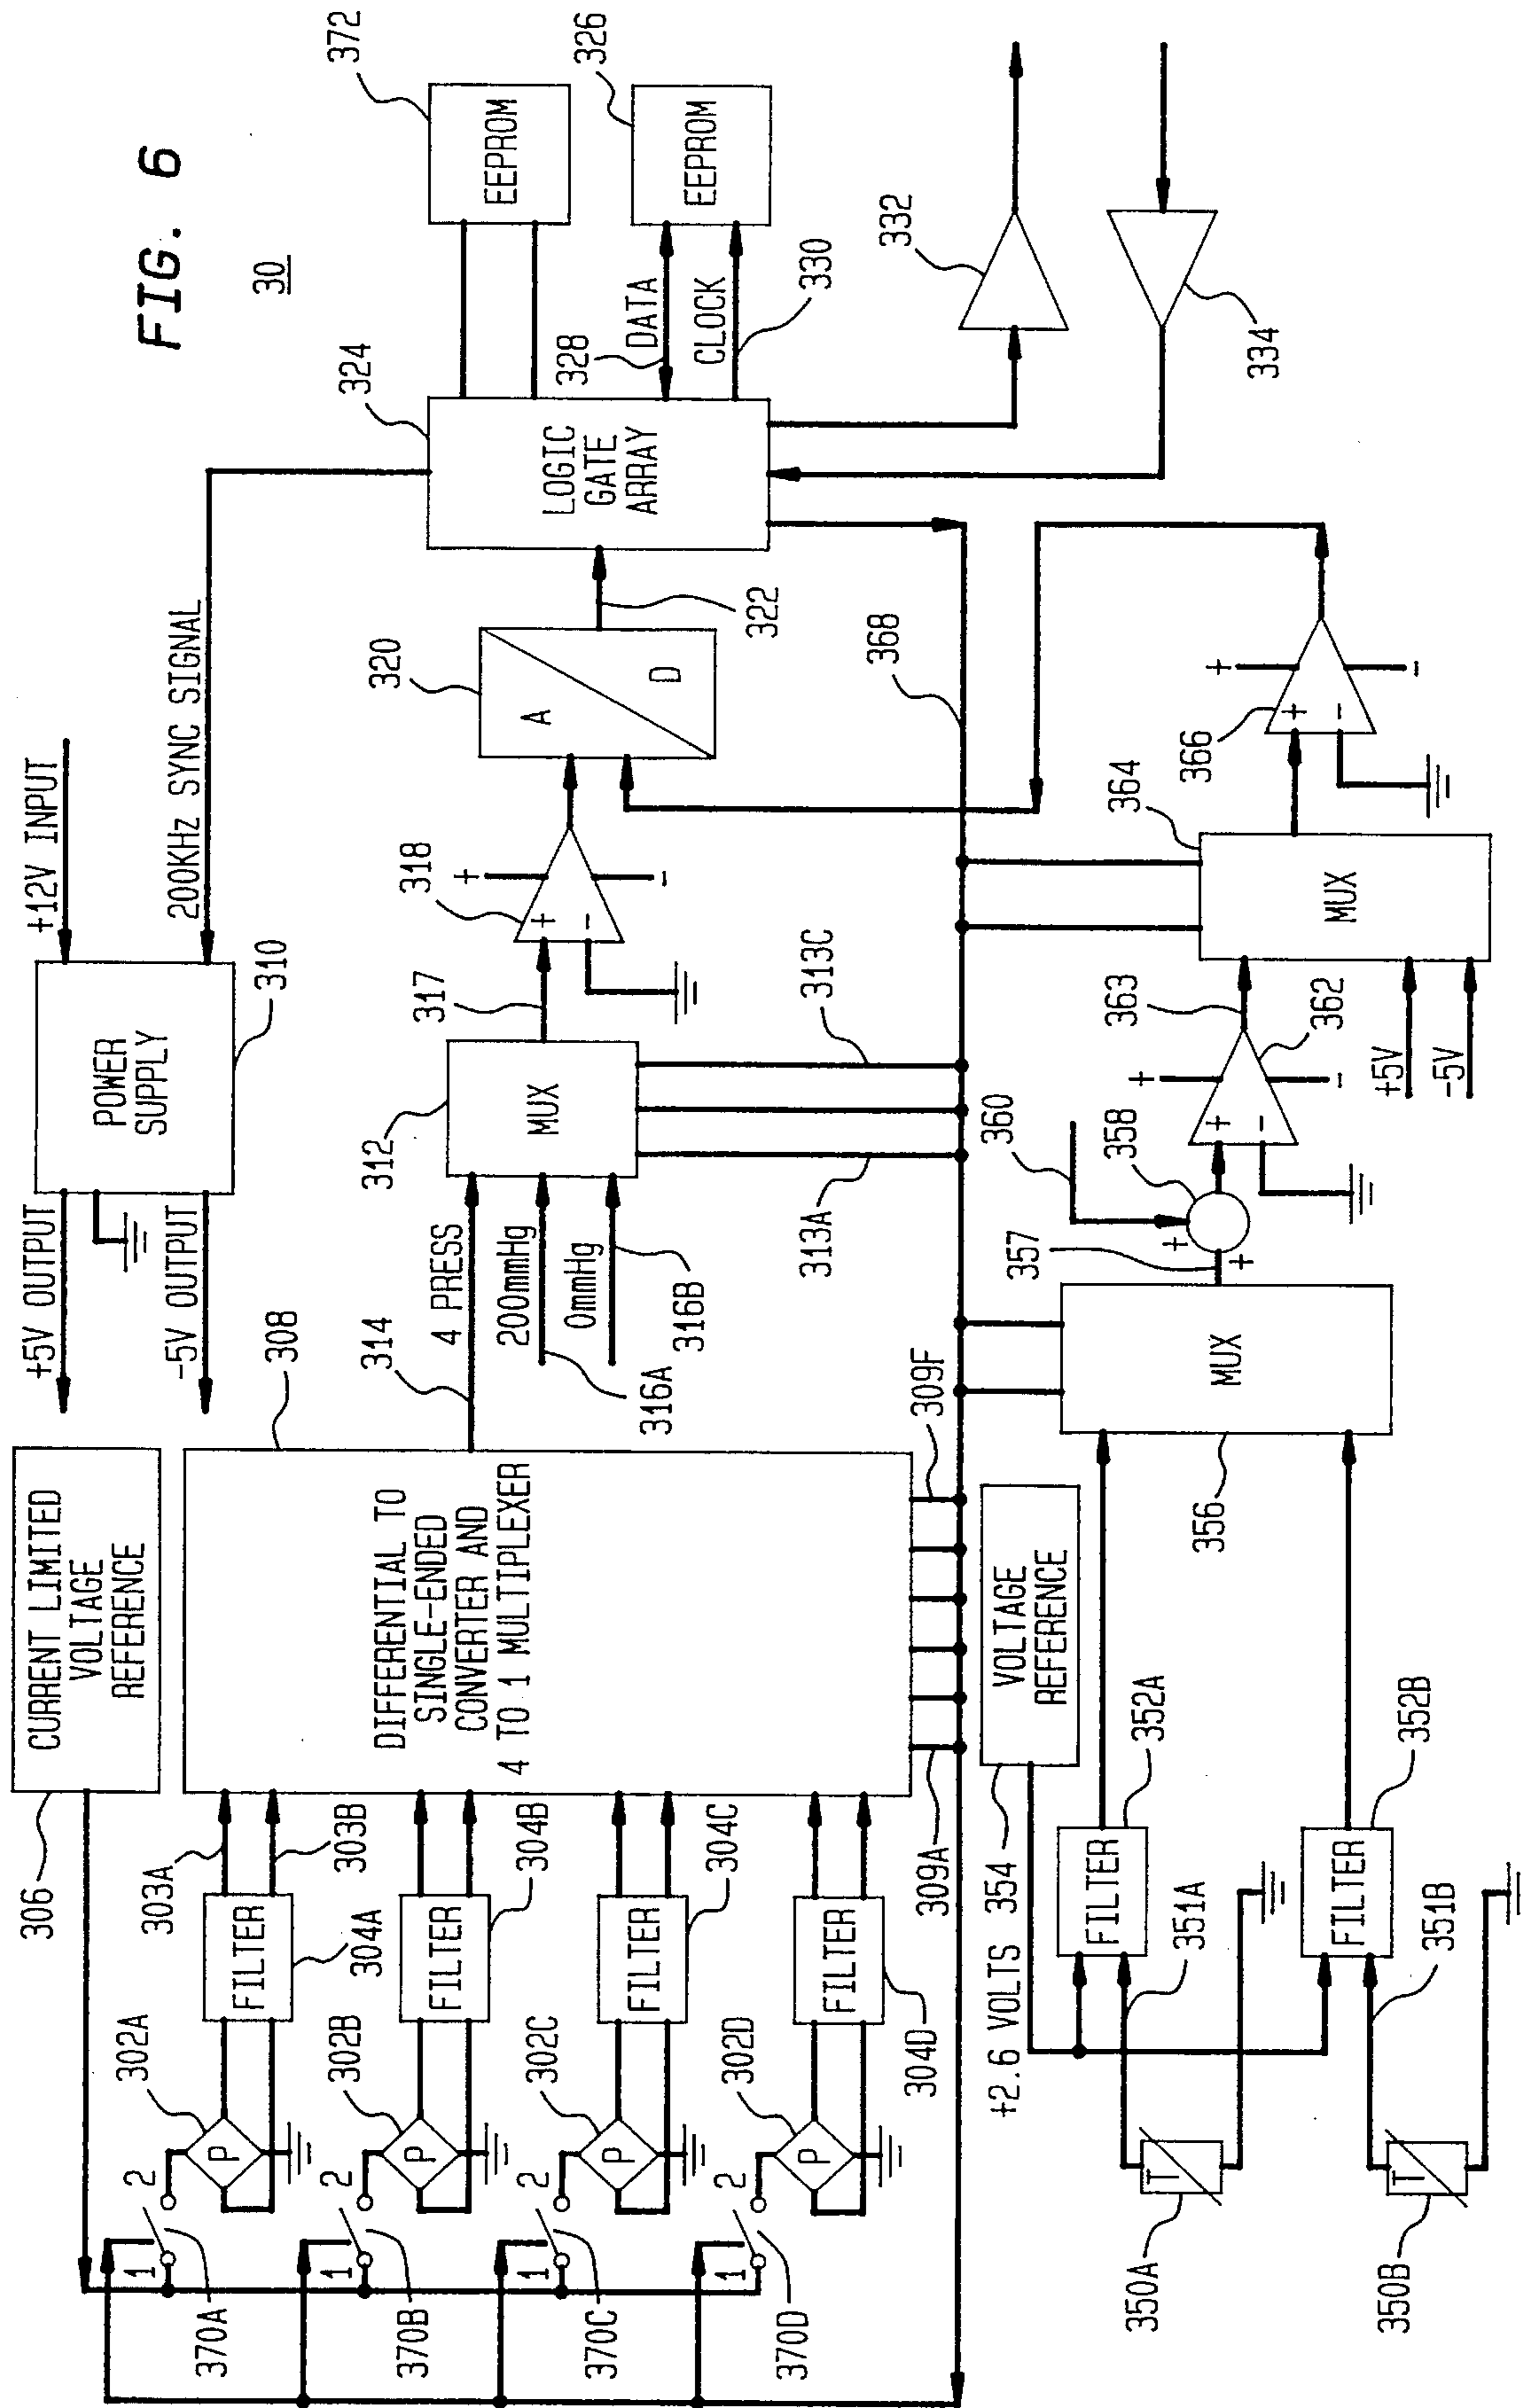 FIG. 6
30
CURRENT LIMITED
VOLTAGE
REFERENCE
306
+5V OUTPUT
-5V OUTPUT
POWER
SUPPLY
310
+12V INPUT
200KHz SYNC SIGNAL
308
DIFFERENTIAL TO
SINGLE-ENDED
CONVERTER AND
4 TO 1 MULTIPLEXER
303A
303B
FILTER
304A
FILTER
304B
FILTER
304C
FILTER
304D
302A
P
302B
P
302C
P
302D
P
1
2
370A
1
2
370B
1
2
370C
1
2
370D
309A
309F
314
4 PRESS
200mmHg
0mmHg
316A
316B
312
MUX
313A
313C
317
318
+
-
+
-
320
A
D
322
324
LOGIC
GATE
ARRAY
372
EEPROM
326
EEPROM
328
DATA
CLOCK
330
332
334
368
+2.6 VOLTS
354
VOLTAGE
REFERENCE
FILTER
352A
351A
FILTER
352B
351B
T
350A
T
350B
356
MUX
357
358
+
+
360
362
+
-
+
-
363
+5V
-5V
364
MUX
366
+
-
+
-